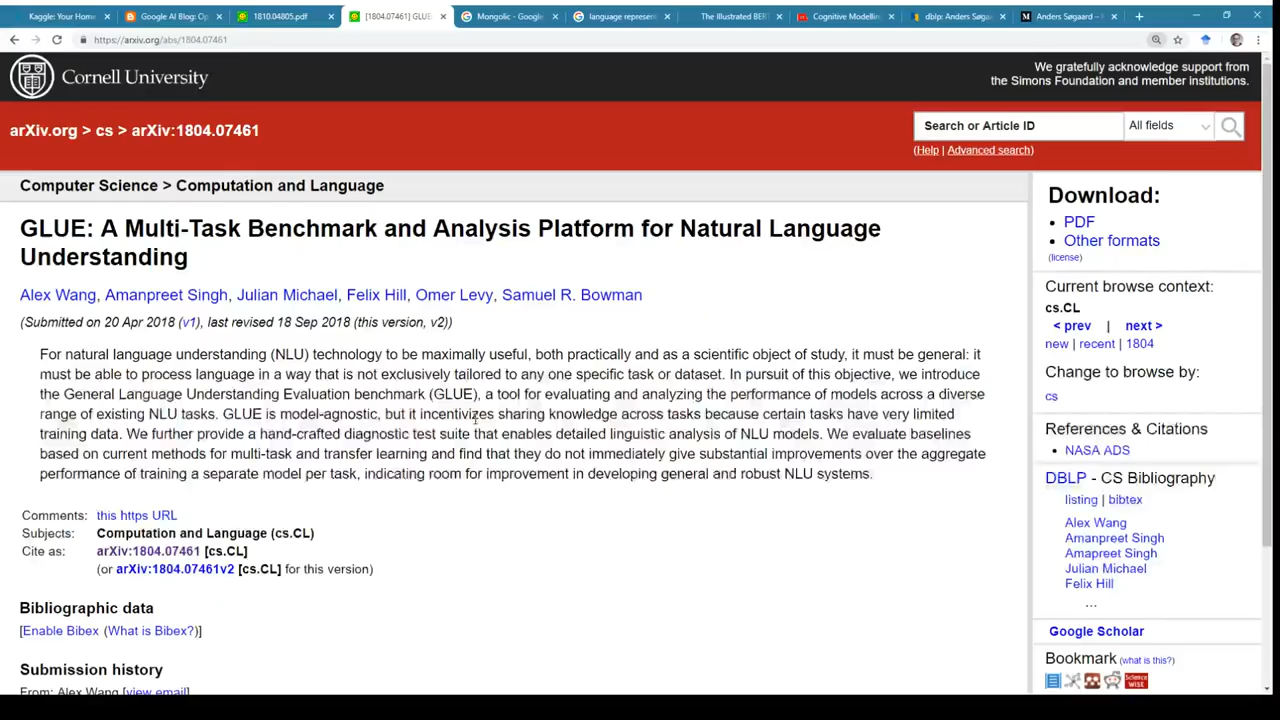 Kaggle: Your Home
Google AI Blog: Op
1810.04805.pdf
[1804.07461] GLUE:
Mongolic - Google
language represent
The Illustrated BER
Cognitive Modelling
dblp: Anders Søgaa
Anders Søgaard –
https://arxiv.org/abs/1804.07461
Cornell University
We gratefully acknowledge support from
the Simons Foundation and member institutions.
arXiv.org > cs > arXiv:1804.07461
Search or Article ID
All fields
(Help | Advanced search)
Computer Science > Computation and Language
GLUE: A Multi-Task Benchmark and Analysis Platform for Natural Language
Understanding
Alex Wang, Amanpreet Singh, Julian Michael, Felix Hill, Omer Levy, Samuel R. Bowman
(Submitted on 20 Apr 2018 (v1), last revised 18 Sep 2018 (this version, v2))
For natural language understanding (NLU) technology to be maximally useful, both practically and as a scientific object of study, it must be general: it
must be able to process language in a way that is not exclusively tailored to any one specific task or dataset. In pursuit of this objective, we introduce
the General Language Understanding Evaluation benchmark (GLUE), a tool for evaluating and analyzing the performance of models across a diverse
range of existing NLU tasks. GLUE is model-agnostic, but it incentivizes sharing knowledge across tasks because certain tasks have very limited
training data. We further provide a hand-crafted diagnostic test suite that enables detailed linguistic analysis of NLU models. We evaluate baselines
based on current methods for multi-task and transfer learning and find that they do not immediately give substantial improvements over the aggregate
performance of training a separate model per task, indicating room for improvement in developing general and robust NLU systems.
Comments: this https URL
Subjects: Computation and Language (cs.CL)
Cite as: arXiv:1804.07461 [cs.CL]
(or arXiv:1804.07461v2 [cs.CL] for this version)
Bibliographic data
[Enable Bibex (What is Bibex?)]
Submission history
From: Alex Wang [view email]
Download:
PDF
Other formats
(license)
Current browse context:
cs.CL
< prev | next >
new | recent | 1804
Change to browse by:
cs
References & Citations
NASA ADS
DBLP - CS Bibliography
listing | bibtex
Alex Wang
Amanpreet Singh
Amapreet Singh
Julian Michael
Felix Hill
...
Google Scholar
Bookmark (what is this?)
Science
WISE